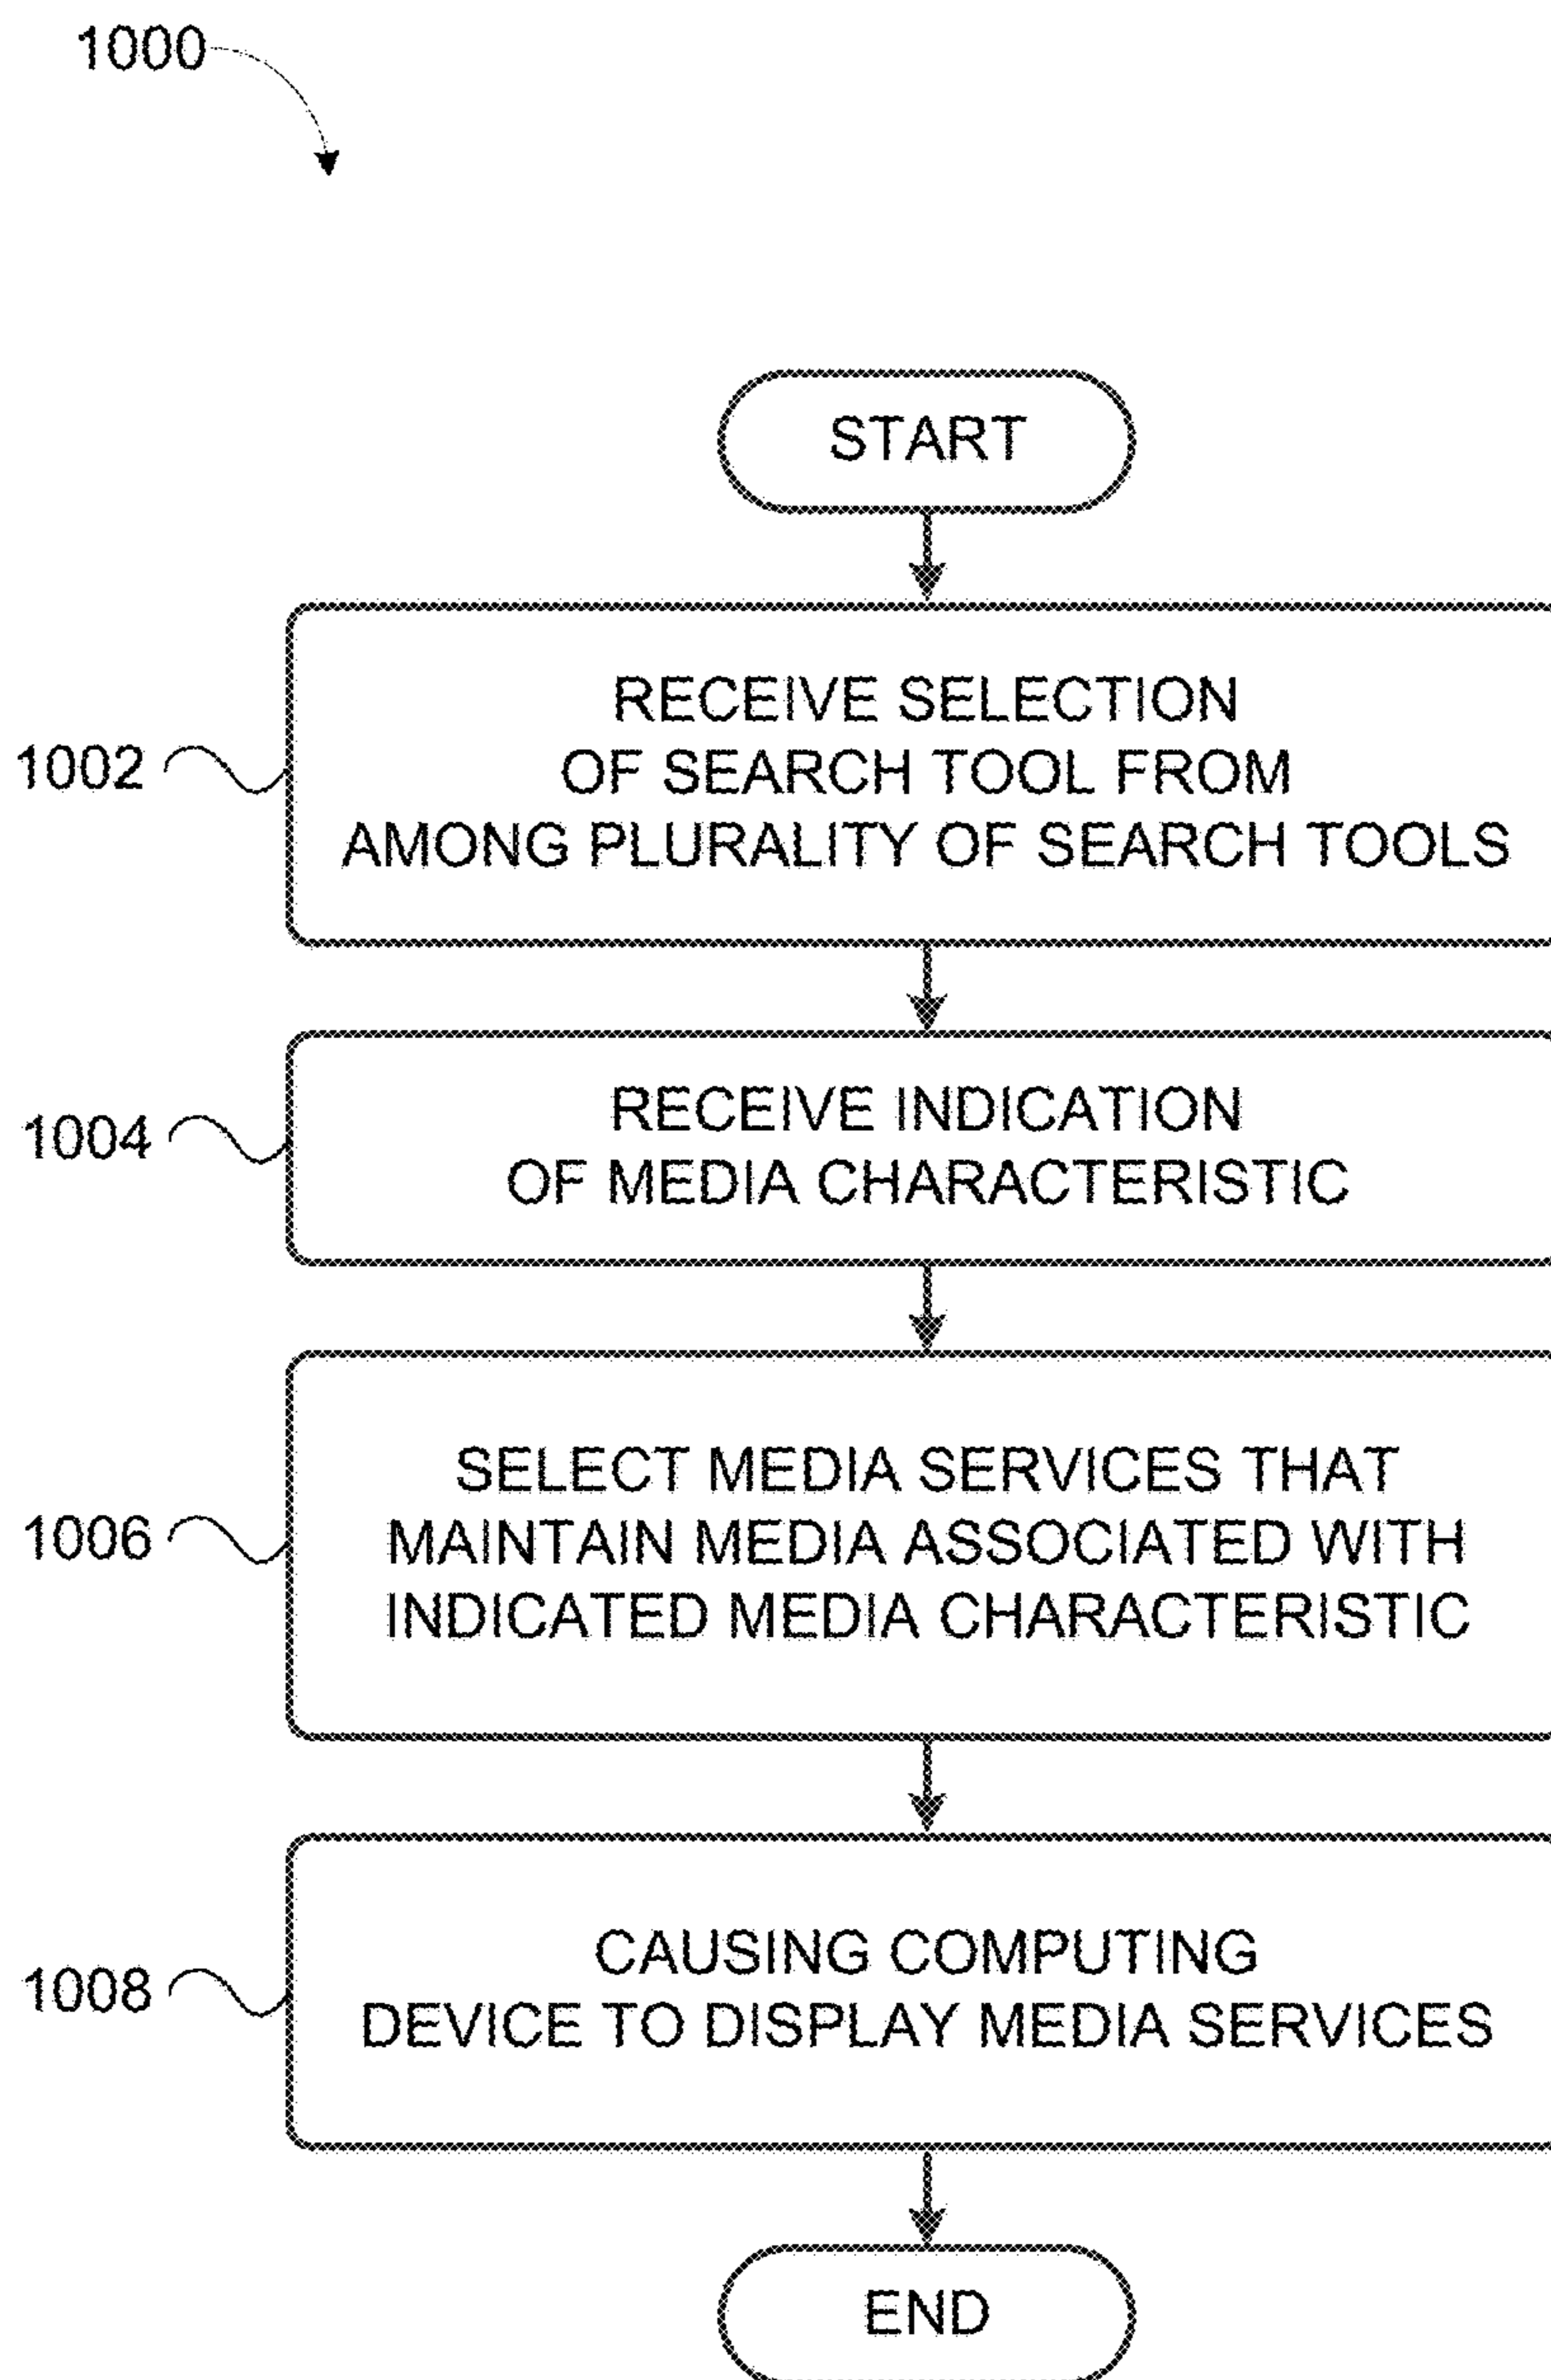 1000
START
1002
RECEIVE SELECTION
OF SEARCH TOOL FROM
AMONG PLURALITY OF SEARCH TOOLS
1004
RECEIVE INDICATION
OF MEDIA CHARACTERISTIC
1006
SELECT MEDIA SERVICES THAT
MAINTAIN MEDIA ASSOCIATED WITH
INDICATED MEDIA CHARACTERISTIC
1008
CAUSING COMPUTING
DEVICE TO DISPLAY MEDIA SERVICES
END